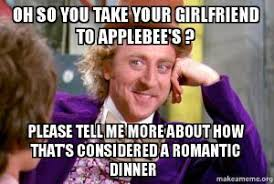 OH SO YOU TAKE YOUR GIRLFRIEND
TO APPLEBEE'S ?
PLEASE TELL ME MORE ABOUT HOW
THAT'S CONSIDERED A ROMANTIC
DINNER
makeameme.org